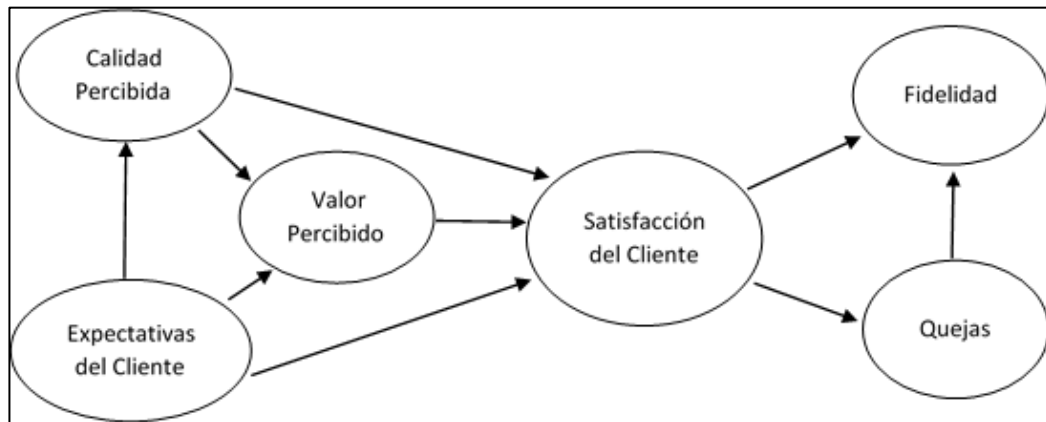 Calidad
Percibida
Fidelidad
Valor
Percibido
Satisfacción
del Cliente
Expectativas
del Cliente
Quejas